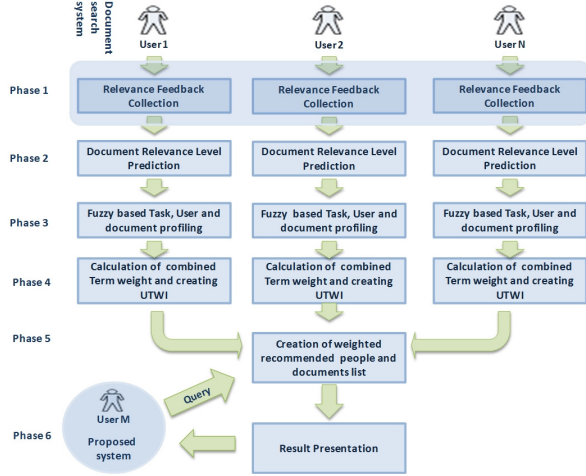 Document
search
system
User1
User2
User N
Phase 1
Relevance Feedback
Collection
Relevance Feedback
Collection
Relevance Feedback
Collection
Phase 2
Document Relevance Level
Prediction
Document Relevance Level
Prediction
Document Relevance Level
Prediction
Phase 3
Fuzzy based Task, User and
document profiling
Fuzzy based Task, User and
document profiling
Fuzzy based Task, User and
document profiling
Phase 4
Calculation of combined
Term weight and creating
UTWI
Calculation of combined
Term weight and creating
UTWI
Calculation of combined
Term weight and creating
UTWI
Phase 5
Creation of weighted
recommended people and
documents list
Query
User M
Proposed
system
Phase 6
Result Presentation